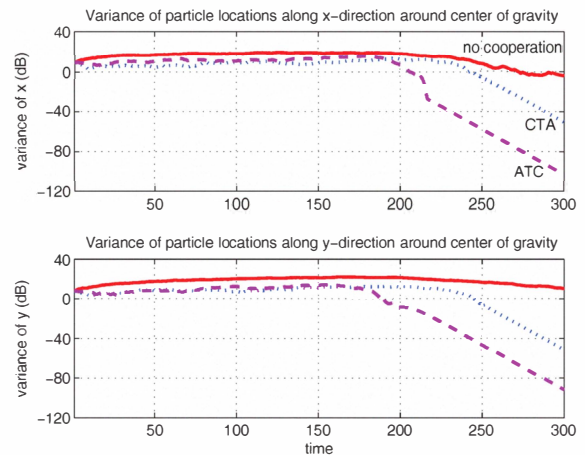 Variance of particle locations along x-direction around center of gravity
40
0
−40
−80
−120
variance of x (dB)
no cooperation
CTA
ATC
50
100
150
200
250
300
Variance of particle locations along y-direction around center of gravity
40
0
−40
−80
−120
variance of y (dB)
50
100
150
200
250
300
time